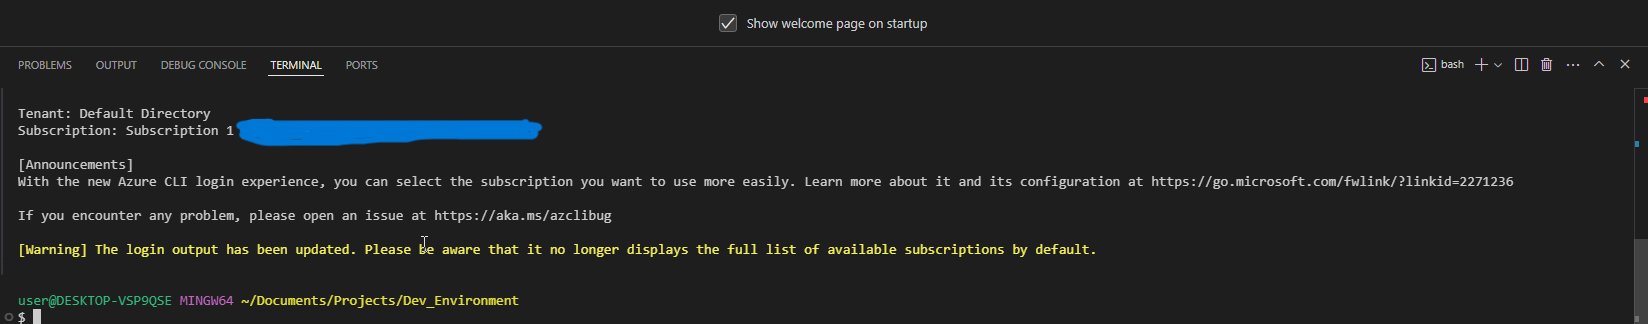 Show welcome page on startup
PROBLEMS OUTPUT DEBUG CONSOLE TERMINAL PORTS bash
Tenant: Default Directory
Subscription: Subscription 1
[Announcements]
With the new Azure CLI login experience, you can select the subscription you want to use more easily. Learn more about it and its configuration at https://go.microsoft.com/fwlink/?linkid=2271236
If you encounter any problem, please open an issue at https://aka.ms/azclibug
[Warning] The login output has been updated. Please be aware that it no longer displays the full list of available subscriptions by default.
user@DESKTOP-VSP9QSE MINGW64 ~/Documents/Projects/Dev_Environment
$